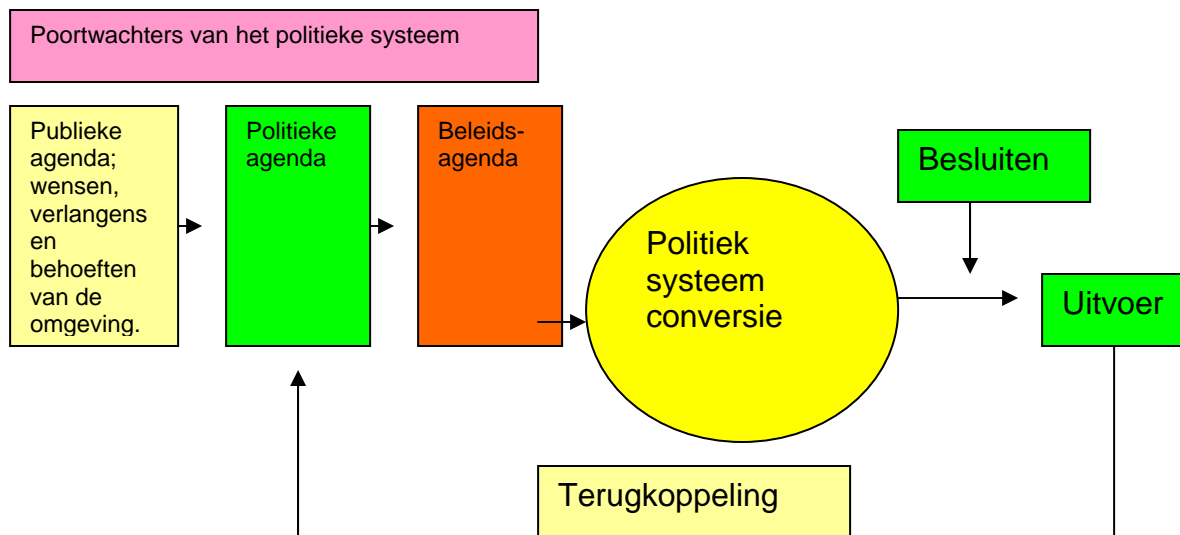 Poortwachters van het politieke systeem
Publieke
agenda;
wensen,
verlangens
en
behoeften
van de
omgeving.
Politieke
agenda
Beleids-
agenda
Politiek
systeem
conversie
Besluiten
Uitvoer
Terugkoppeling